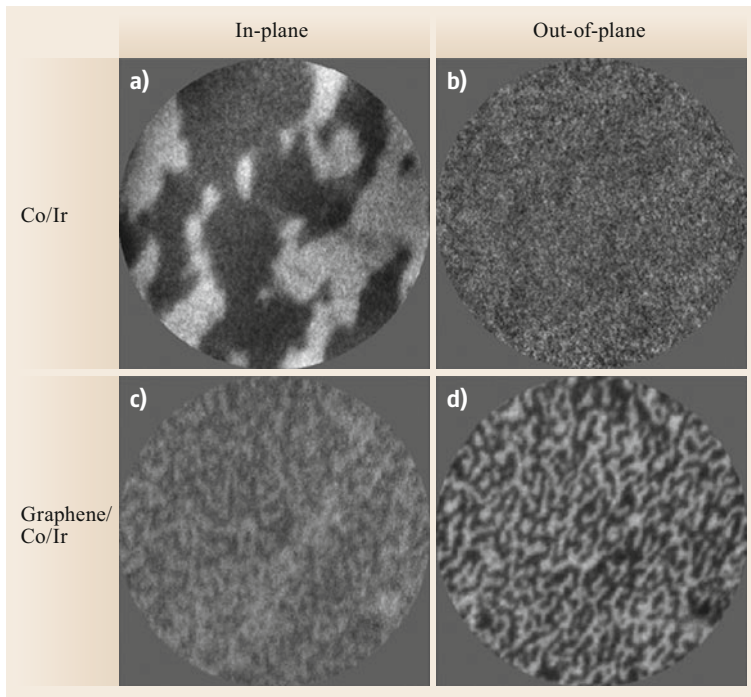 In-plane
Out-of-plane
a)
b)
Co/Ir
c)
d)
Graphene/
Co/Ir